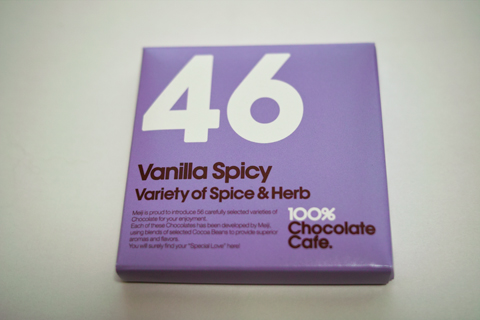 46
Vanilla Spicy
Variety of Spice & Herb
Meiji is proud to introduce 56 carefully selected varieties of
Chocolate for your enjoyment.
Each of these Chocolates has been developed by Meiji,
using blends of selected Cocoa Beans to provide superior
aromas and flavors.
You will surely find your "Special Love" here!
100%
Chocolate
Cafe.